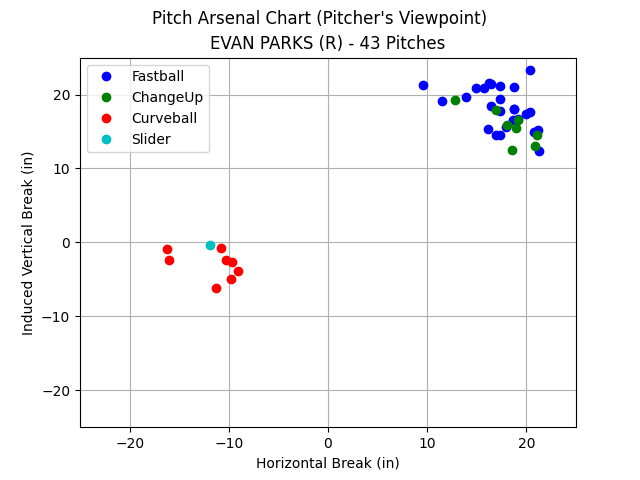 Pitch Arsenal Chart (Pitcher's Viewpoint)
EVAN PARKS (R) - 43 Pitches
Fastball
ChangeUp
Curveball
Slider
Induced Vertical Break (in)
20
10
0
−10
−20
−20
−10
0
10
20
Horizontal Break (in)